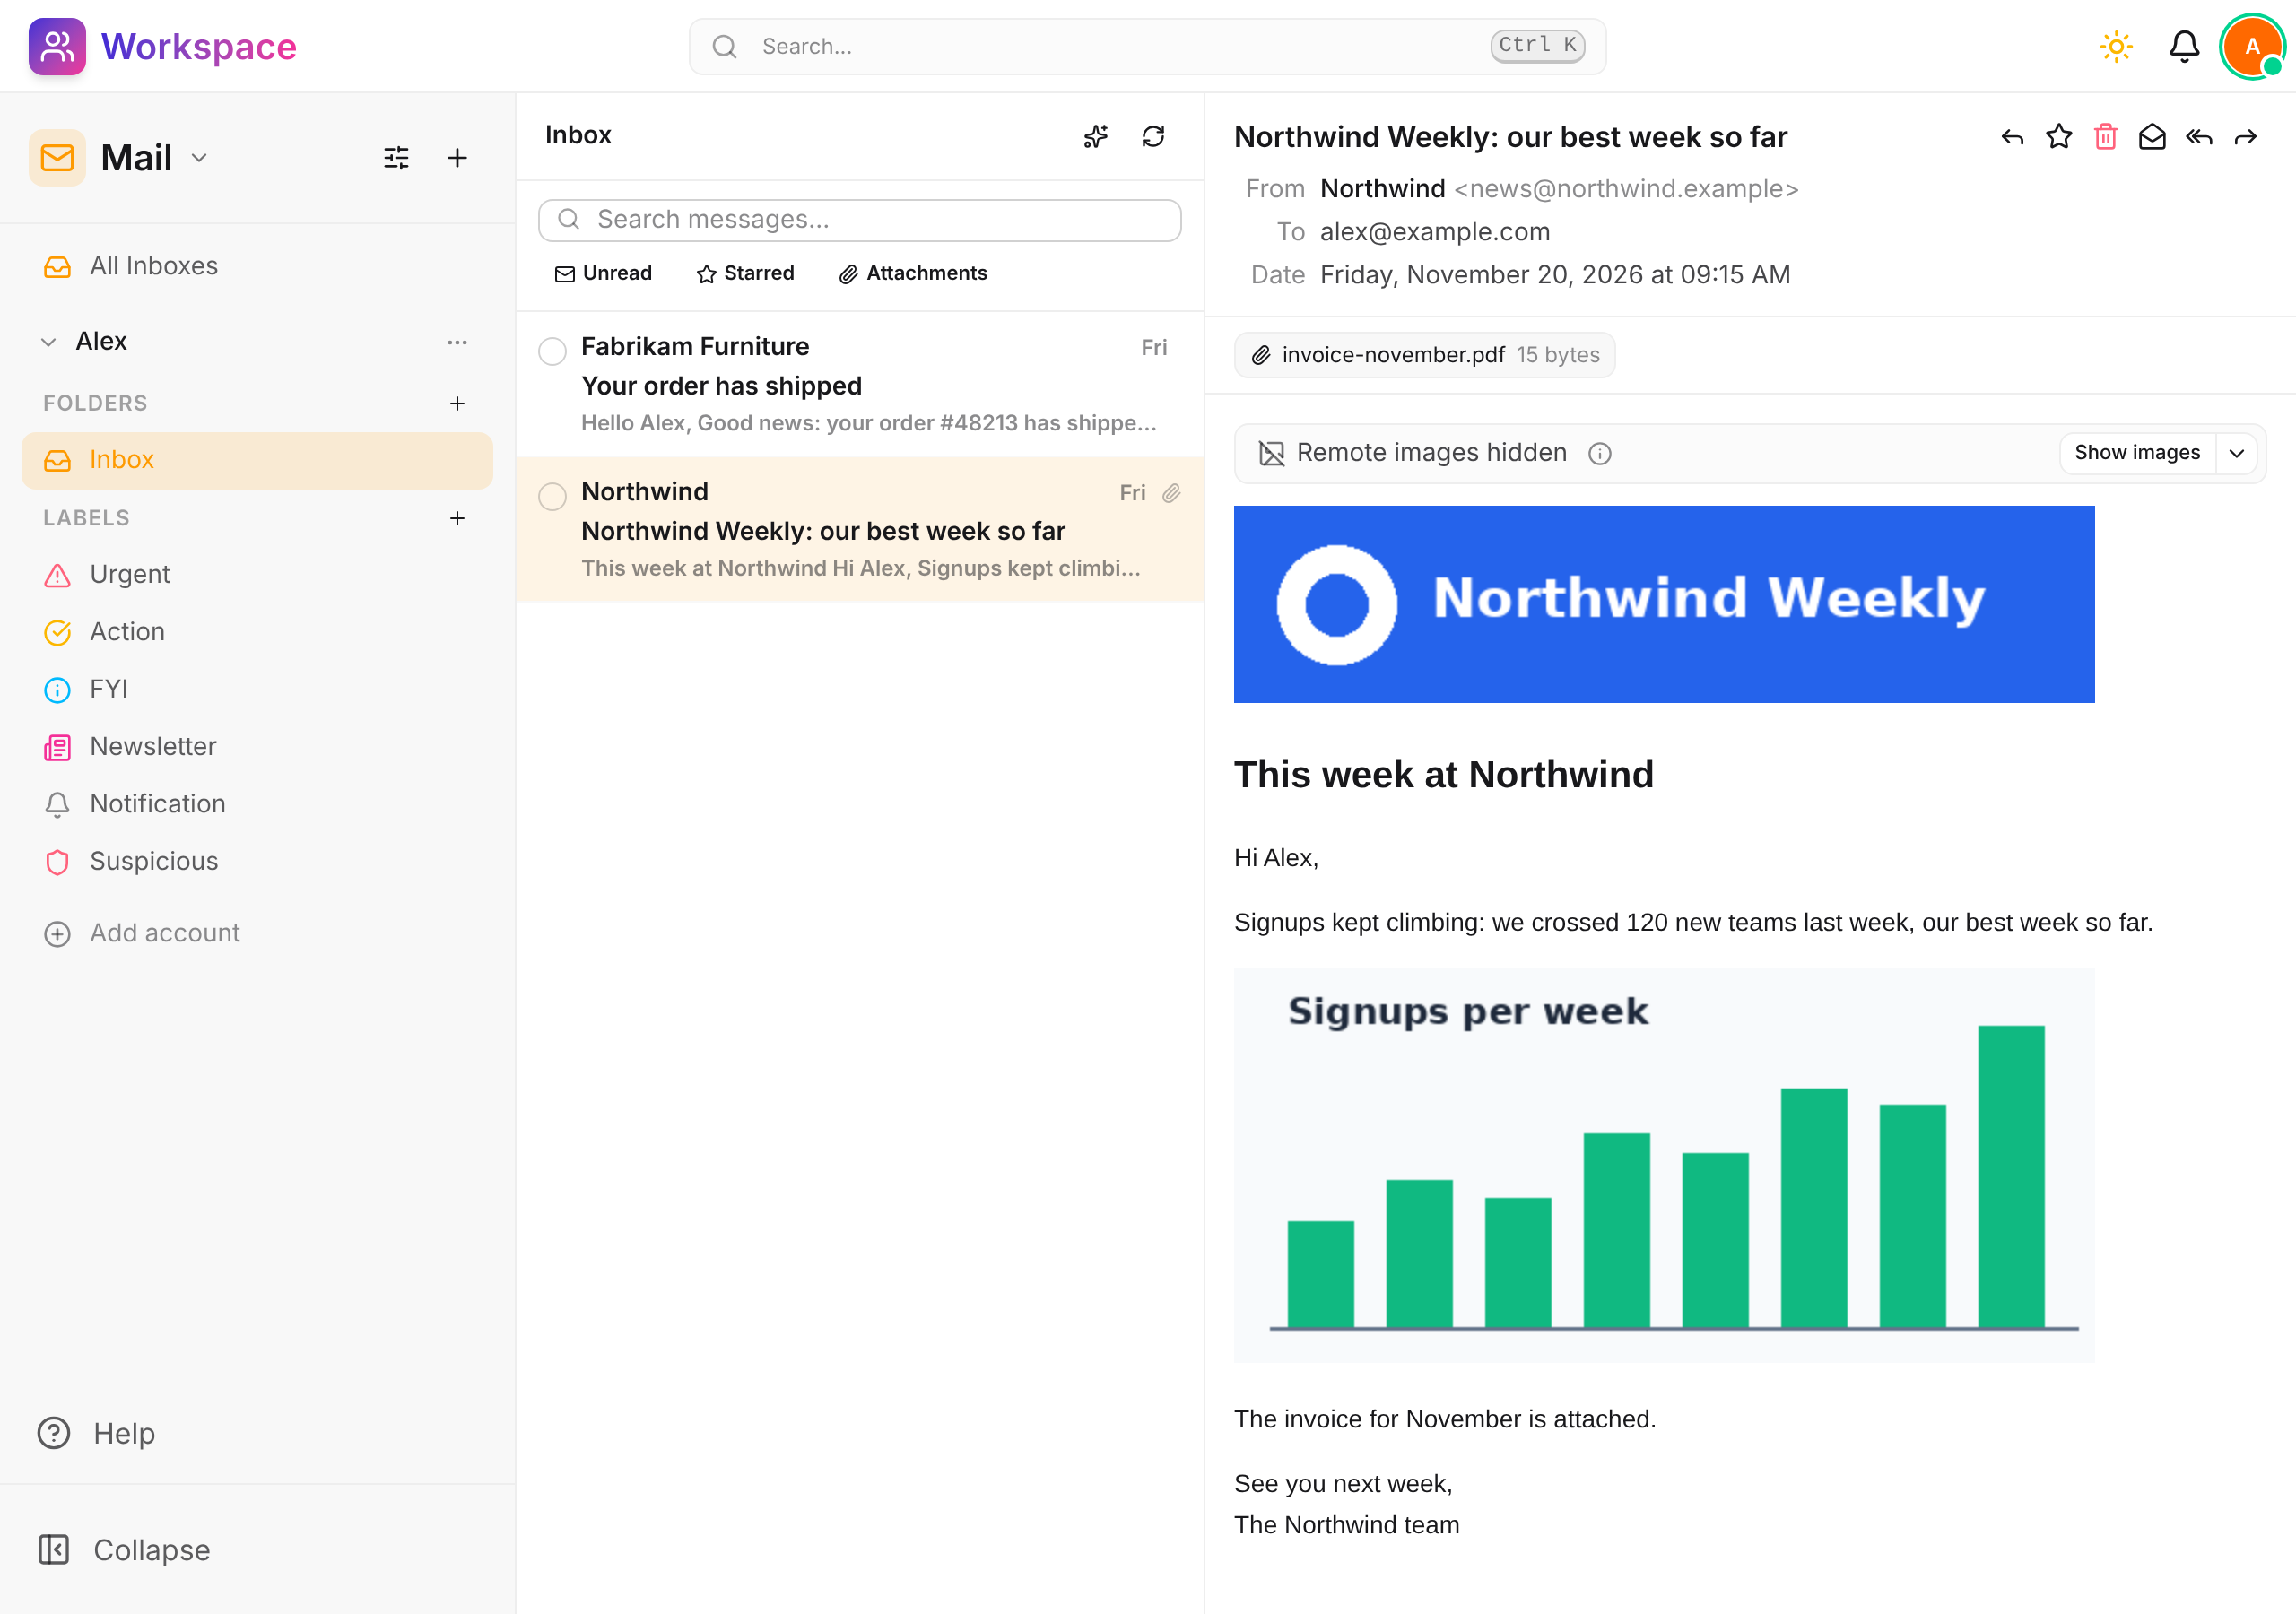 Workspace
Search...
Ctrl K
A
Mail
All Inboxes
Alex
FOLDERS
Inbox
LABELS
Urgent
Action
FYI
Newsletter
Notification
Suspicious
Add account
Help
Collapse
Inbox
Search messages...
Unread Starred Attachments
Fabrikam Furniture Fri
Your order has shipped
Hello Alex, Good news: your order #48213 has shippe...
Northwind Fri
Northwind Weekly: our best week so far
This week at Northwind Hi Alex, Signups kept climbi...
Northwind Weekly: our best week so far
From Northwind <news@northwind.example>
To alex@example.com
Date Friday, November 20, 2026 at 09:15 AM
invoice-november.pdf 15 bytes
Remote images hidden
Show images
Northwind Weekly
This week at Northwind
Hi Alex,
Signups kept climbing: we crossed 120 new teams last week, our best week so far.
Signups per week
The invoice for November is attached.
See you next week,
The Northwind team